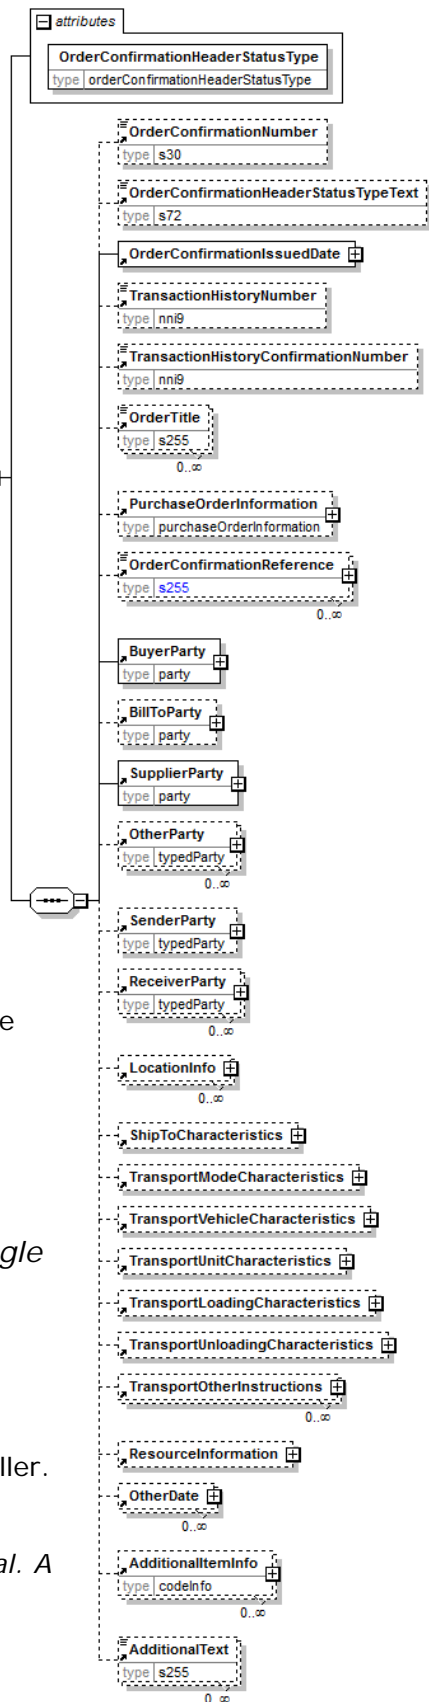 attributes
OrderConfirmationHeaderStatusType
type orderConfirmationHeaderStatusType
OrderConfirmationNumber
type s30
OrderConfirmationHeaderStatusTypeText
type s72
OrderConfirmationIssuedDate
TransactionHistoryNumber
type nni9
TransactionHistoryConfirmationNumber
type nni9
OrderTitle
type s255
0..∞
PurchaseOrderInformation
type purchaseOrderInformation
OrderConfirmationReference
type s255
0..∞
BuyerParty
type party
BillToParty
type party
SupplierParty
type party
OtherParty
type typedParty
0..∞
SenderParty
type typedParty
ReceiverParty
type typedParty
e
0..∞
LocationInfo
0..∞
ShipToCharacteristics
TransportModeCharacteristics
TransportVehicleCharacteristics
gle
TransportUnitCharacteristics
TransportLoadingCharacteristics
TransportUnloadingCharacteristics
TransportOtherInstructions
0..∞
ResourceInformation
ller.
OtherDate
0..∞
al. A
AdditionalItemInfo
type codeInfo
0..∞
AdditionalText
type s255
0..∞